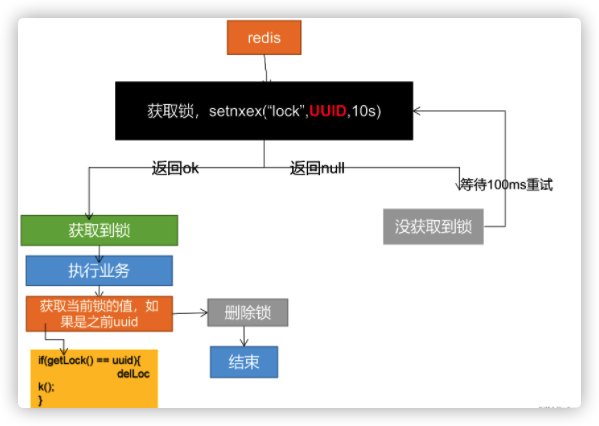 redis
获取锁，setnxex(“lock”,UUID,10s)
返回ok
返回null
等待100ms重试
获取到锁
没获取到锁
执行业务
获取当前锁的值，如
果是之前uuid
删除锁
结束
if(getLock() == uuid){
delLoc
k();
}